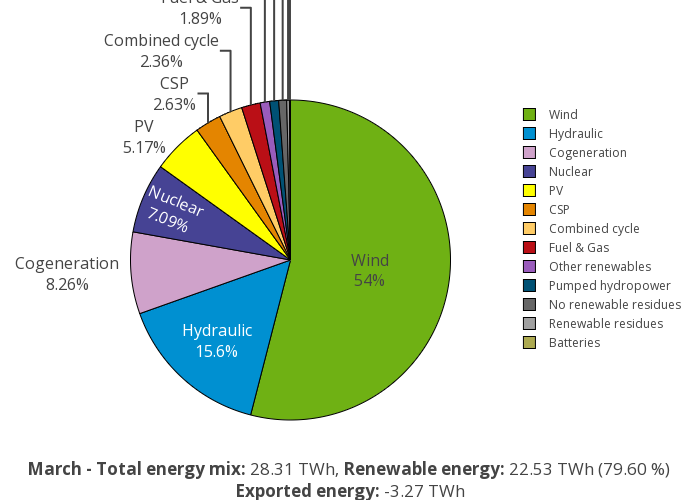 Fuel & Gas
1.89%
Combined cycle
2.36%
CSP
2.63%
PV
5.17%
Nuclear
7.09%
Cogeneration
8.26%
Hydraulic
15.6%
Wind
54%
Wind
Hydraulic
Cogeneration
Nuclear
PV
CSP
Combined cycle
Fuel & Gas
Other renewables
Pumped hydropower
No renewable residues
Renewable residues
Batteries
March - Total energy mix: 28.31 TWh, Renewable energy: 22.53 TWh (79.60 %)
Exported energy: -3.27 TWh